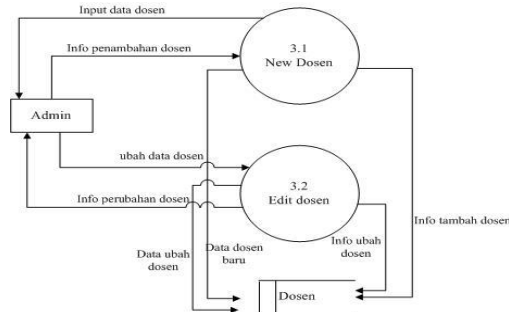 Input data dosen
3.1
New Dosen
Info penambahan dosen
Admin
ubah data dosen
3.2
Edit dosen
Info perubahan dosen
Info tambah dosen
Data ubah
dosen
Data dosen
baru
Info ubah
dosen
Dosen